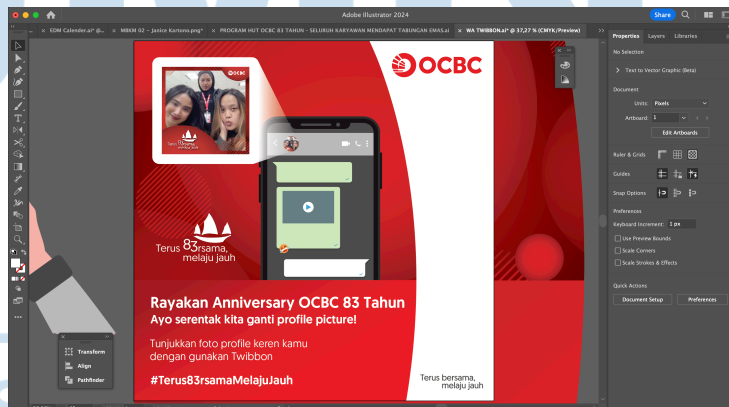 Adobe Illustrator 2024
Share
EDM Calender.ai* @...
MBKM 02 - Janice Kartono.png*
PROGRAM HUT OCBC 83 TAHUN - SELURUH KARYAWAN MENDAPAT TABUNGAN EMAS.ai
WA TWIBBON.ai* @ 37,27 % (CMYK/Preview)
Properties
Layers
Libraries
No Selection
Text to Vector Graphic (Beta)
Document
Units:
Pixels
Artboard:
1
Edit Artboards
Ruler & Grids
Guides
Snap Options
Preferences
Keyboard Increment:
1 px
Use Preview Bounds
Scale Corners
Scale Strokes & Effects
Quick Actions
Document Setup
Preferences
Transform
Align
Pathfinder
OCBC
OCBC
Terus 83rsama,
melaju jauh
Terus 83rsama,
melaju jauh
Rayakan Anniversary OCBC 83 Tahun
Ayo serentak kita ganti profile picture!
Tunjukkan foto profile keren kamu
dengan gunakan Twibbon
#Terus83rsamaMelajuJauh
Terus bersama,
melaju jauh